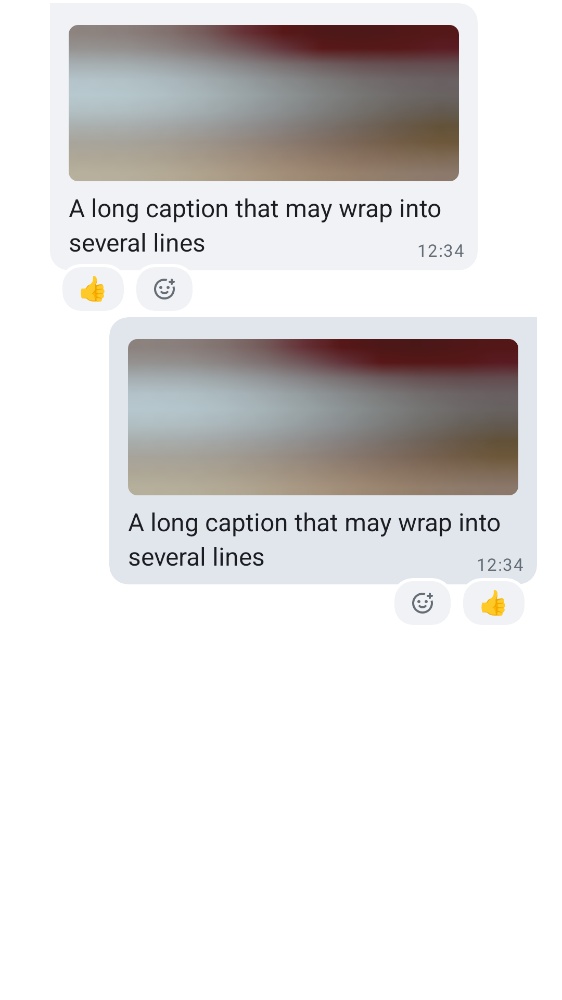 A long caption that may wrap into
several lines
12:34
A long caption that may wrap into
several lines
12:34